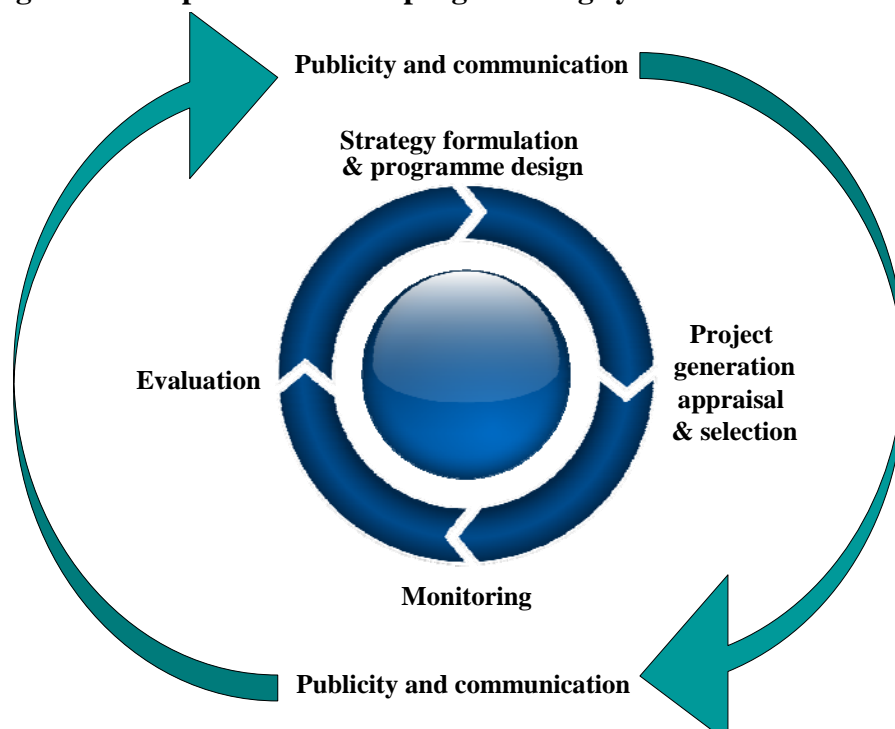 Publicity and communication
Strategy formulation
& programme design
Project
generation
appraisal
& selection
Evaluation
Monitoring
Publicity and communication